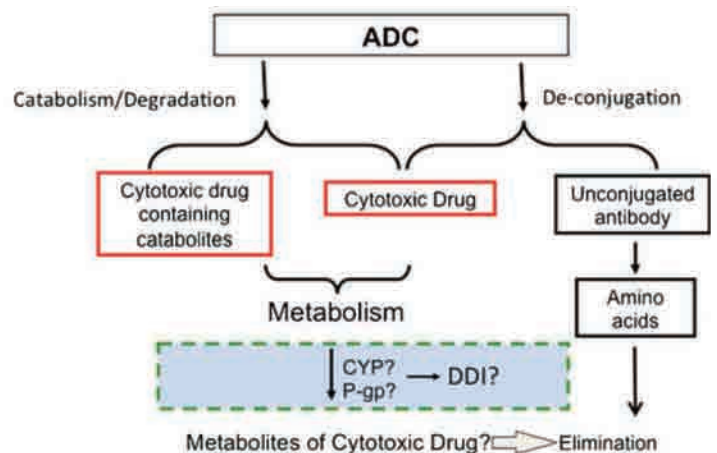 ADC
Catabolism/Degradation
De-conjugation
Cytotoxic drug
containing
catabolites
Cytotoxic Drug
Unconjugated
antibody
Metabolism
Amino
acids
CYP?
P-gp?
DDI?
Metabolites of Cytotoxic Drug?
Elimination